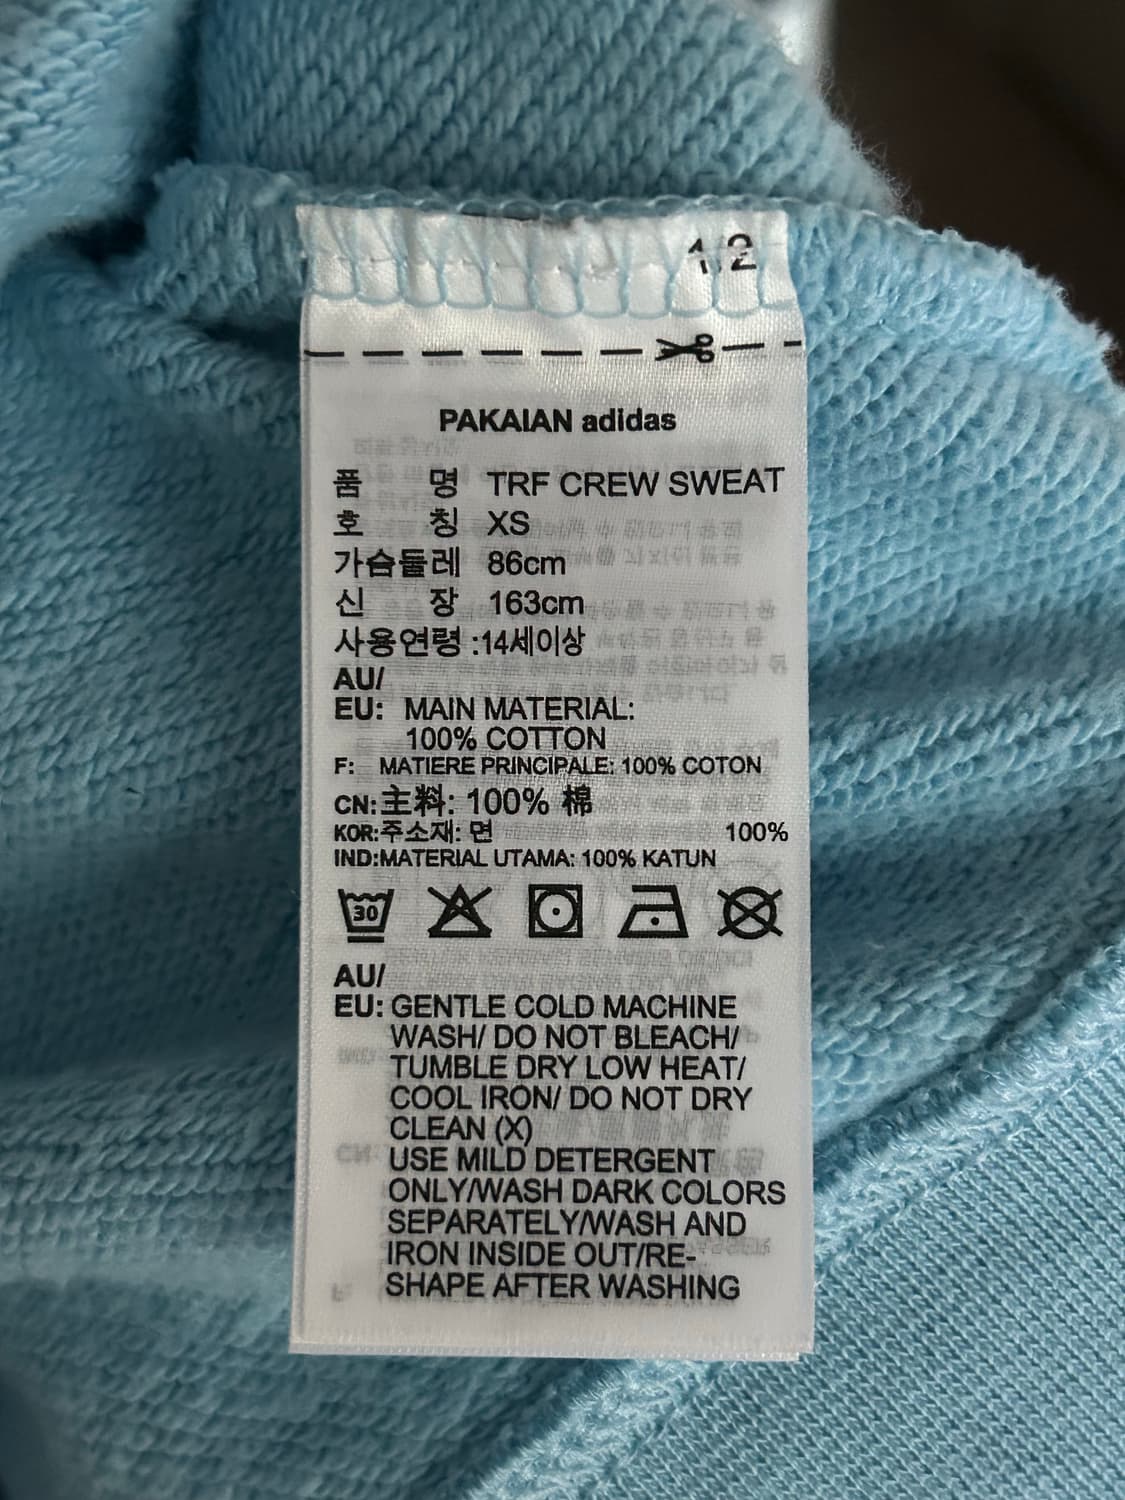 12
PAKAIAN adidas
품 명 TRF CREW SWEAT
호 칭 XS
가슴둘레 86cm
신 장 163cm
사용연령 :14세이상
AU/
EU: MAIN MATERIAL:
100% COTTON
F: MATIERE PRINCIPALE: 100% COTON
CN:主料: 100% 棉
KOR:주소재: 면 100%
IND:MATERIAL UTAMA: 100% KATUN
30
AU/
EU: GENTLE COLD MACHINE
WASH/ DO NOT BLEACH/
TUMBLE DRY LOW HEAT/
COOL IRON/ DO NOT DRY
CLEAN (X)
USE MILD DETERGENT
ONLY/WASH DARK COLORS
SEPARATELY/WASH AND
IRON INSIDE OUT/RE-
SHAPE AFTER WASHING